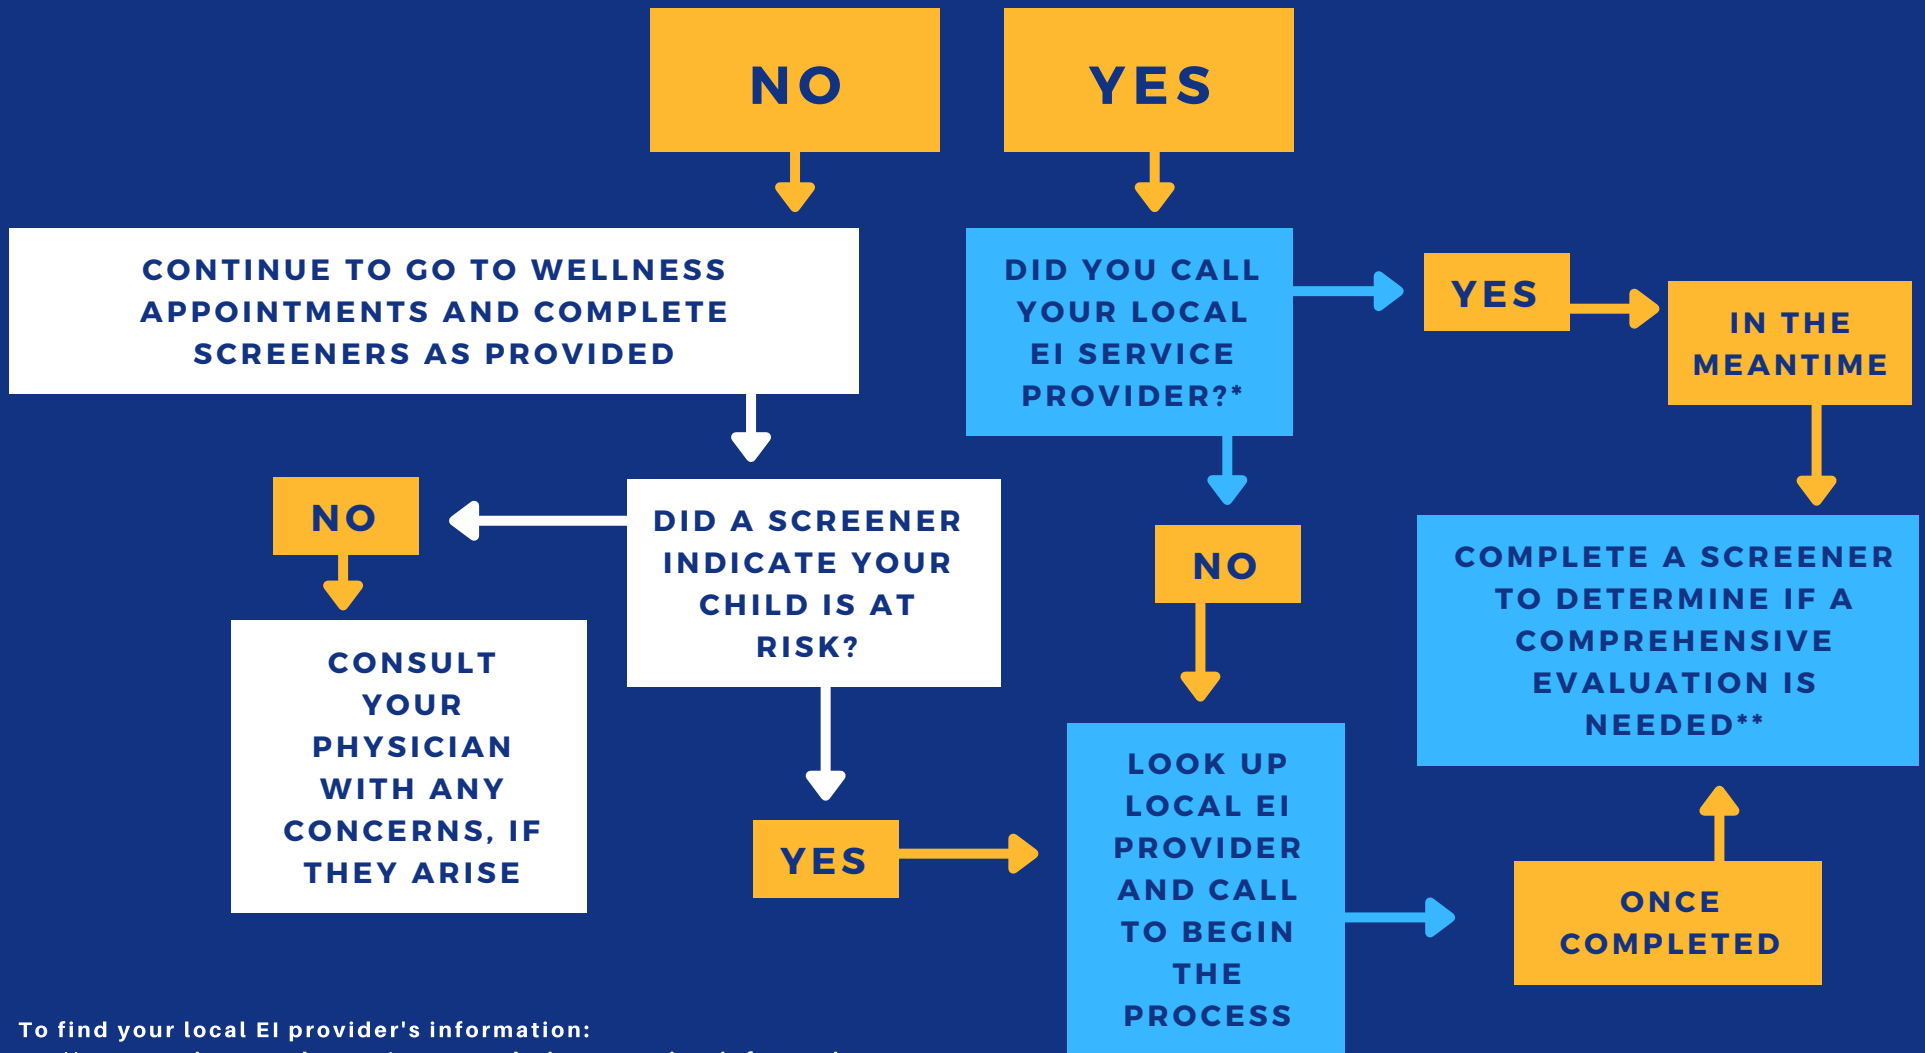 NO
YES
CONTINUE TO GO TO WELLNESS
APPOINTMENTS AND COMPLETE
SCREENERS AS PROVIDED
DID YOU CALL
YOUR LOCAL
EI SERVICE
PROVIDER?*
YES
IN THE
MEANTIME
NO
DID A SCREENER
INDICATE YOUR
CHILD IS AT
RISK?
NO
COMPLETE A SCREENER
TO DETERMINE IF A
COMPREHENSIVE
EVALUATION IS
NEEDED**
CONSULT
YOUR
PHYSICIAN
WITH ANY
CONCERNS, IF
THEY ARISE
YES
LOOK UP
LOCAL EI
PROVIDER
AND CALL
TO BEGIN
THE
PROCESS
ONCE
COMPLETED
To find your local EI provider's information: